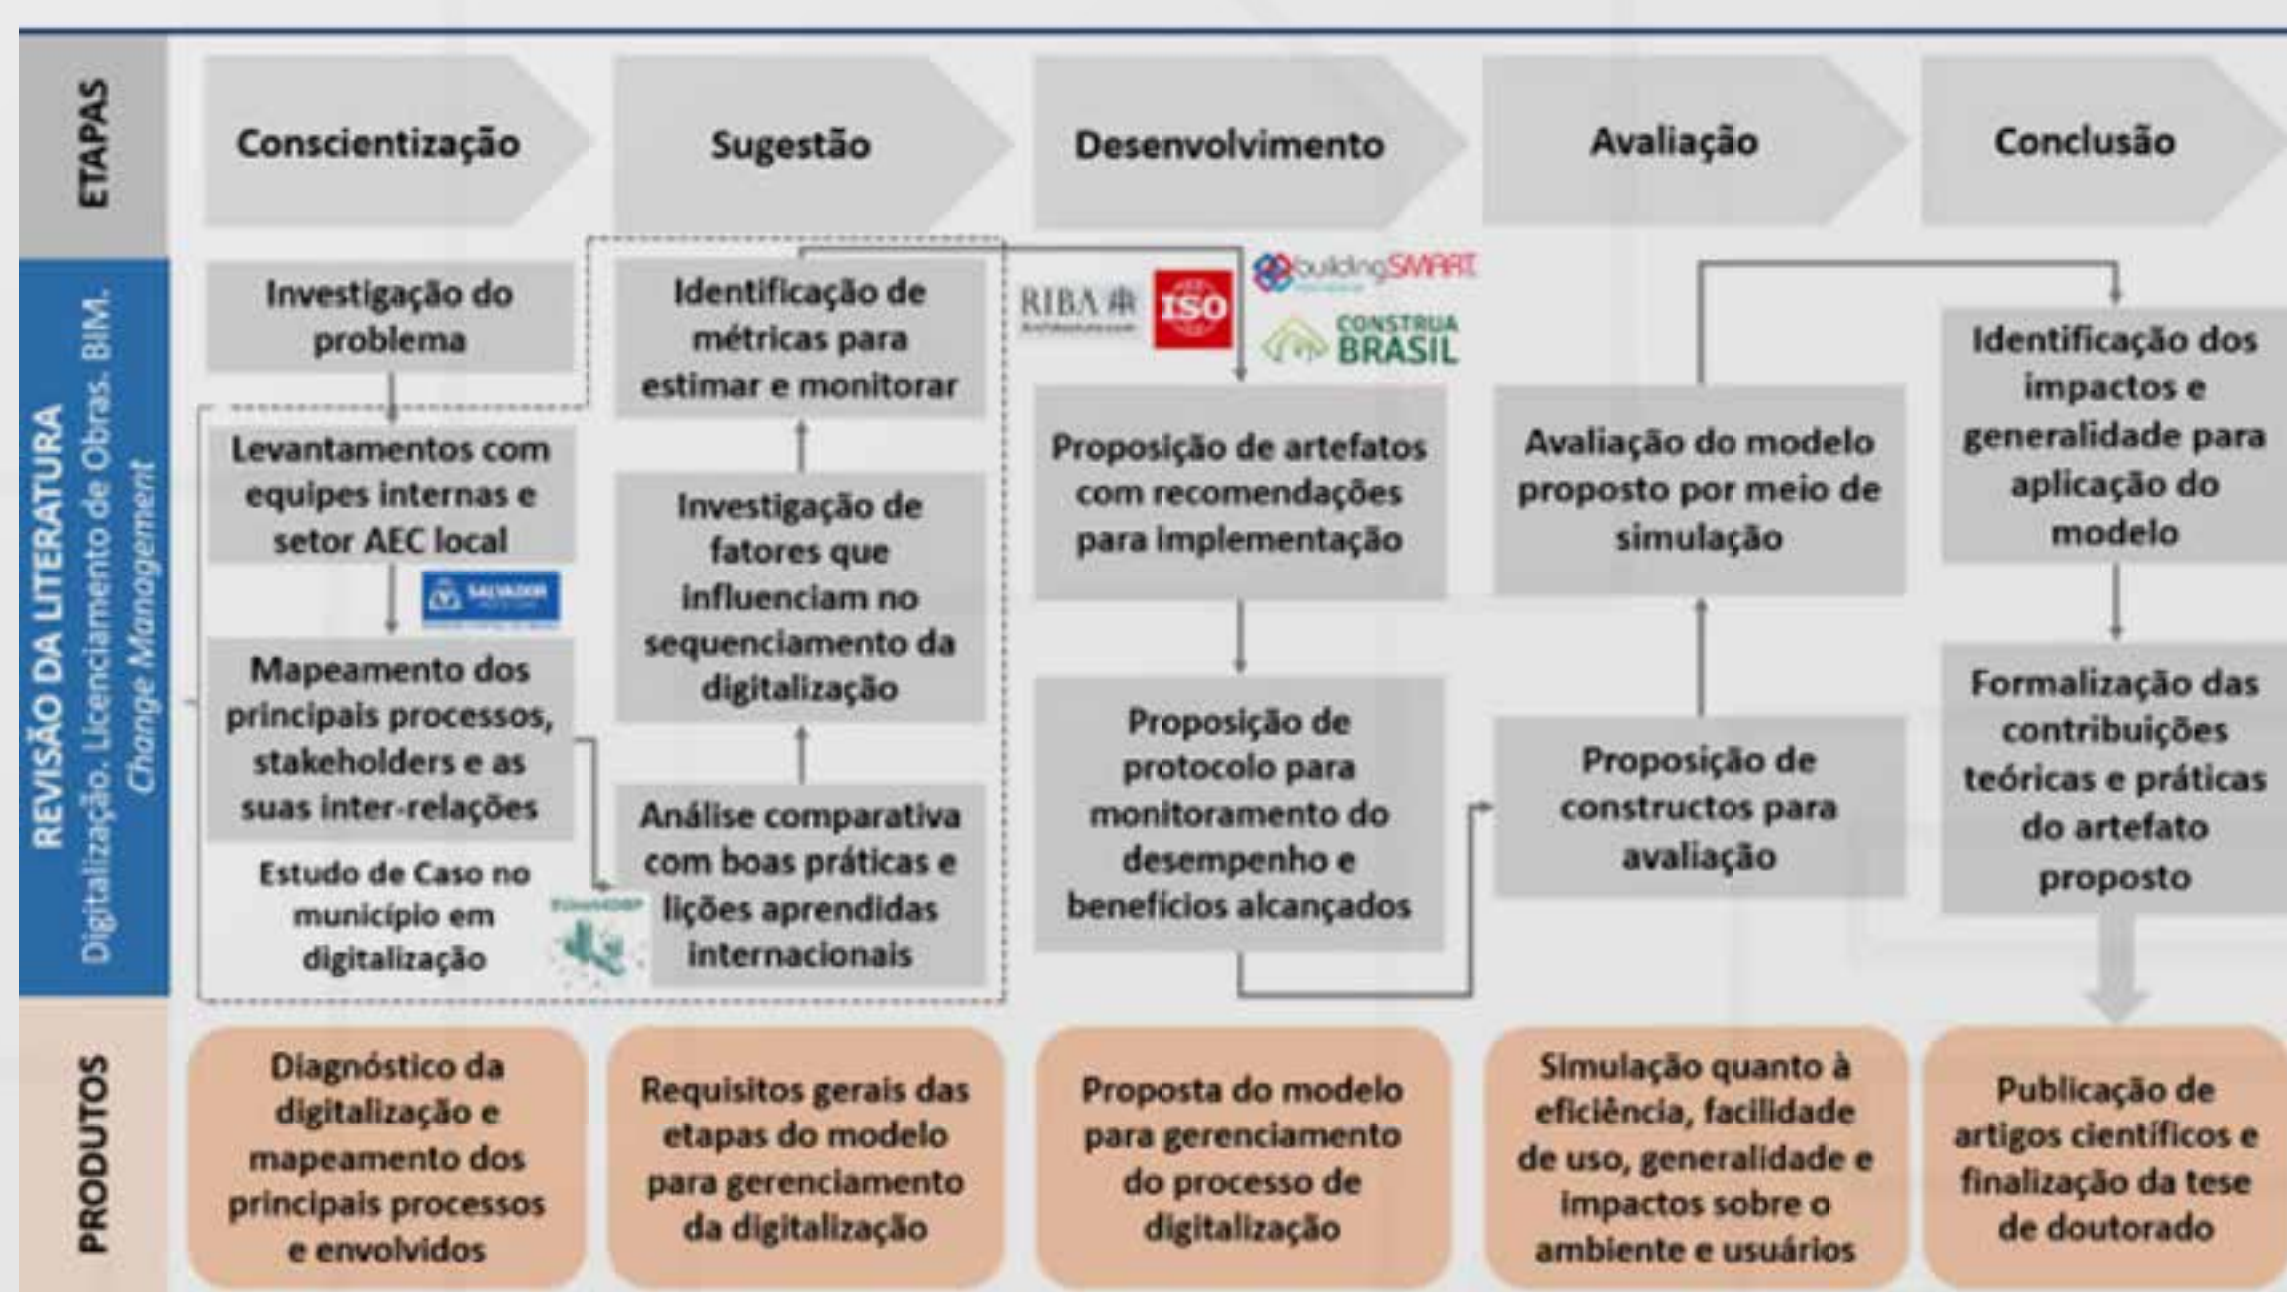 ETAPAS
Conscientização
Sugestão
Desenvolvimento
Avaliação
Conclusão
REVISÃO DA LITERATURA
Digitalização. Licenciamento de Obras. BIM.
Change Management
Investigação do
problema
Levantamentos com
equipes internas e
setor AEC local
SALVADOR
Mapeamento dos
principais processos,
stakeholders e as
suas inter-relações
Estudo de Caso no
município em
digitalização
Identificação de
métricas para
estimar e monitorar
Investigação de
fatores que
influenciam no
sequenciamento da
digitalização
Análise comparativa
com boas práticas e
lições aprendidas
internacionais
RIBA
ISO
buildingSMART
CONSTRUA
BRASIL
Proposição de artefatos
com recomendações
para implementação
Proposição de
protocolo para
monitoramento do
desempenho e
benefícios alcançados
Avaliação do modelo
proposto por meio de
simulação
Proposição de
constructos para
avaliação
Identificação dos
impactos e
generalidade para
aplicação do
modelo
Formalização das
contribuições
teóricas e práticas
do artefato
proposto
PRODUTOS
Diagnóstico da
digitalização e
mapeamento dos
principais processos
e envolvidos
Requisitos gerais das
etapas do modelo
para gerenciamento
da digitalização
Proposta do modelo
para gerenciamento
do processo de
digitalização
Simulação quanto à
eficiência, facilidade
de uso, generalidade e
impactos sobre o
ambiente e usuários
Publicação de
artigos científicos e
finalização da tese
de doutorado